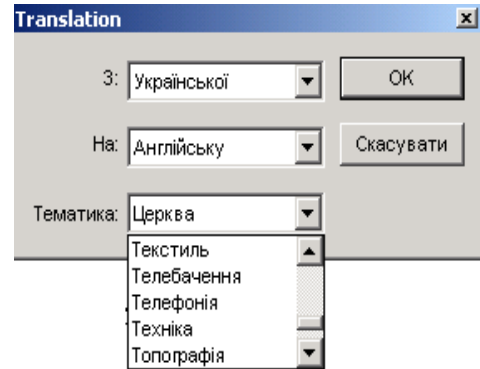 Translation
З: Української
OK
На: Англійську
Скасувати
Тематика: Церква
Текстиль
Телебачення
Телефонія
Техніка
Топографія